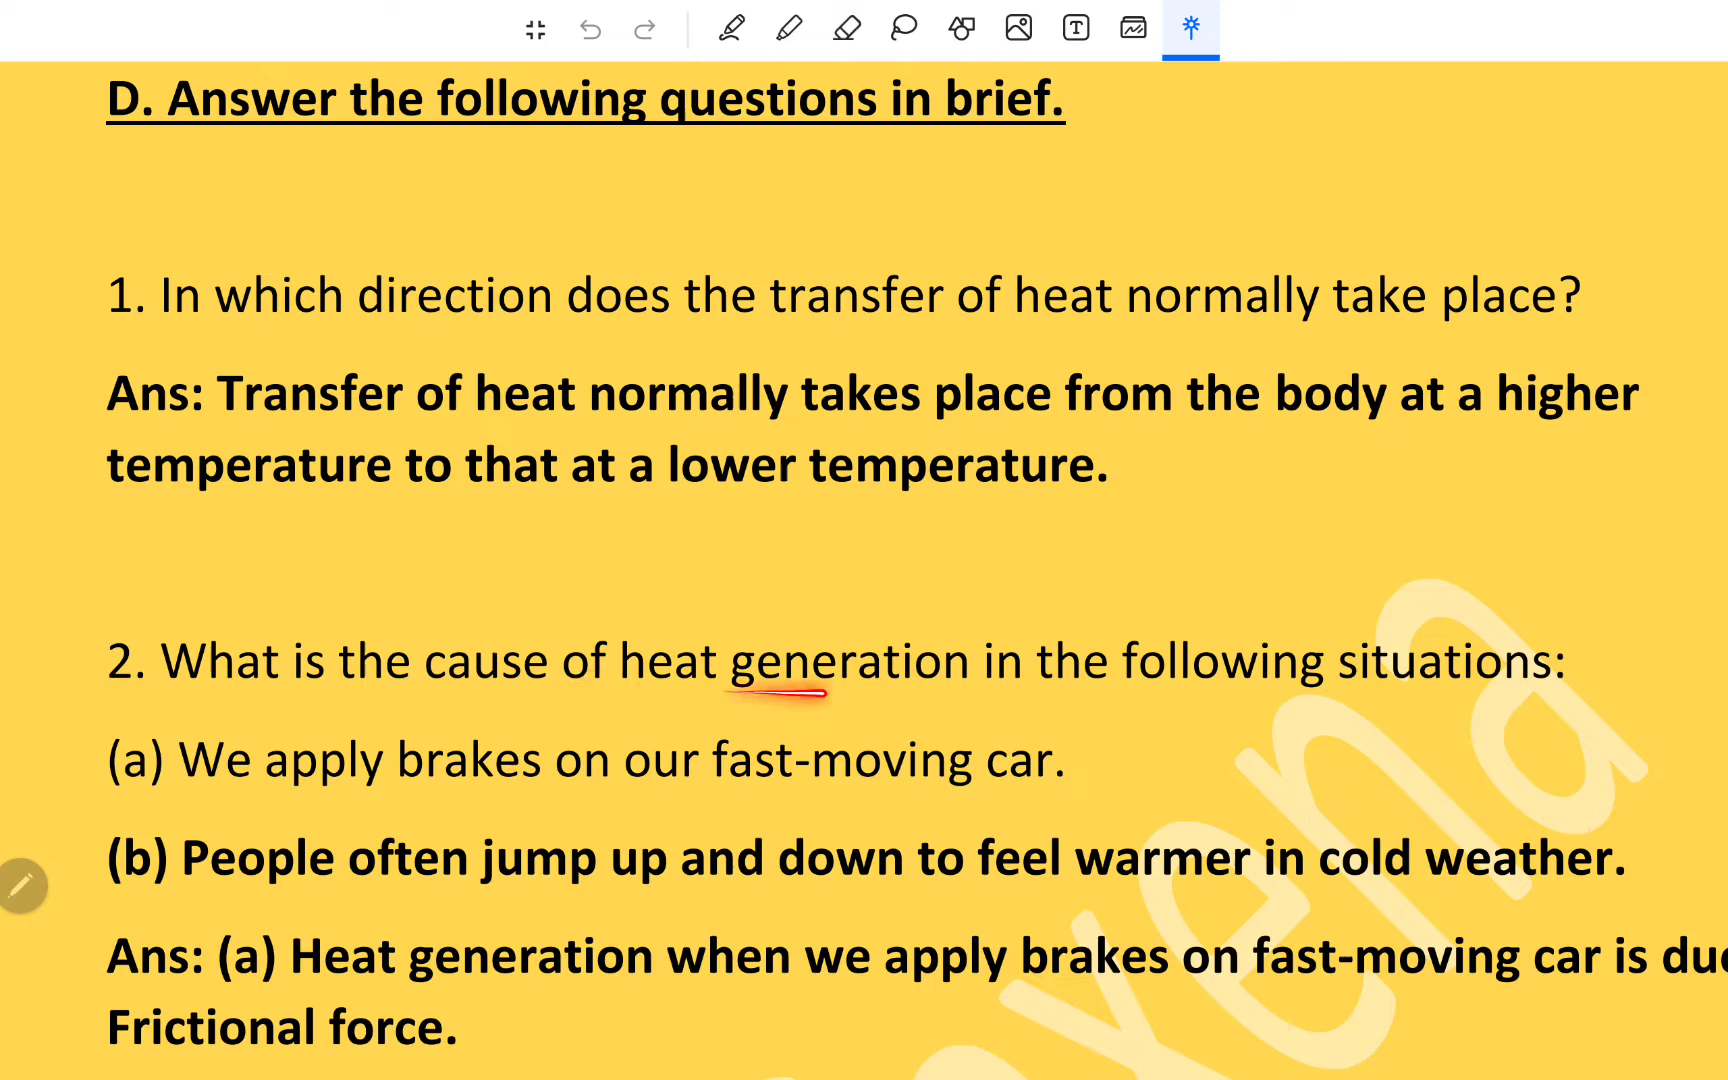 D. Answer the following questions in brief.
1. In which direction does the transfer of heat normally take place?
Ans: Transfer of heat normally takes place from the body at a higher
temperature to that at a lower temperature.
2. What is the cause of heat generation in the following situations:
(a) We apply brakes on our fast-moving car.
(b) People often jump up and down to feel warmer in cold weather.
Ans: (a) Heat generation when we apply brakes on fast-moving car is
Frictional force.